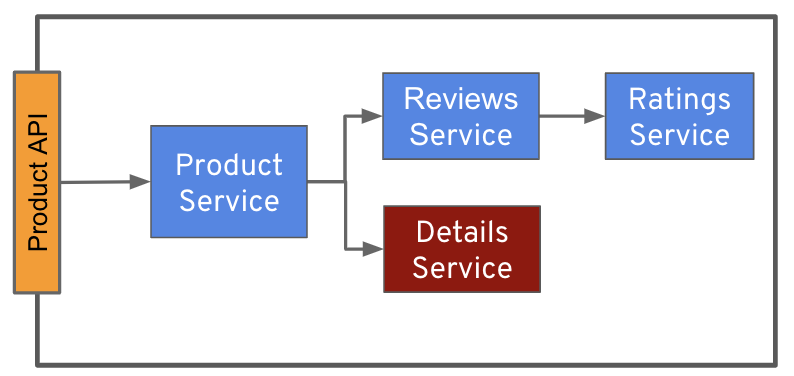 Product API
Product
Service
Reviews
Service
Ratings
Service
Details
Service